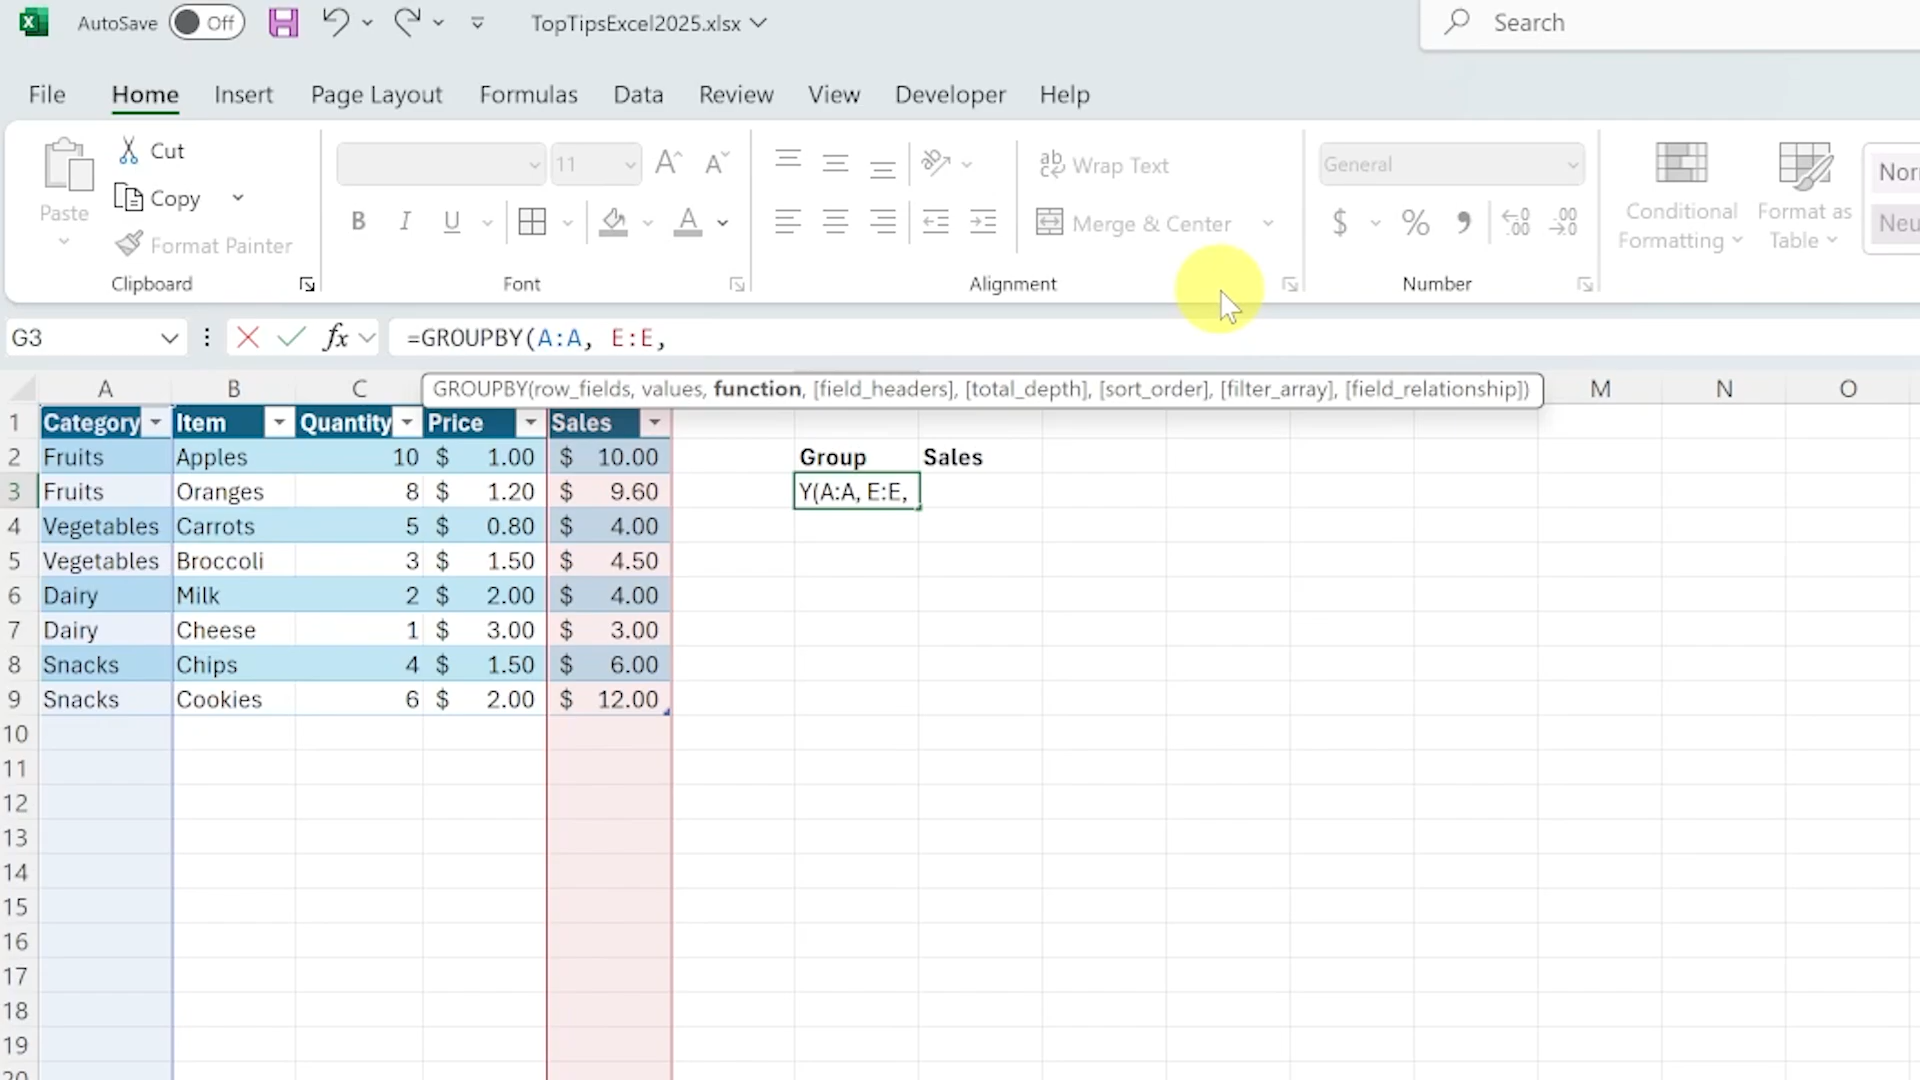 AutoSave Off TopTipsExcel2025.xlsx Search
File Home Insert Page Layout Formulas Data Review View Developer Help
Paste
Cut
Copy
Format Painter
Clipboard
11
B I U
Font
Wrap Text
Merge & Center
Alignment
General
$ % 9
Number
Conditional
Formatting
Format as
Table
Nor
Neu
G3 fx =GROUPBY(A:A, E:E,
GROUPBY(row_fields, values, function, [field_headers], [total_depth], [sort_order], [filter_array], [field_relationship])
A B C M N O
1 Category Item Quantity Price Sales
2 Fruits Apples 10 $ 1.00 $ 10.00 Group Sales
3 Fruits Oranges 8 $ 1.20 $ 9.60 Y(A:A, E:E,
4 Vegetables Carrots 5 $ 0.80 $ 4.00
5 Vegetables Broccoli 3 $ 1.50 $ 4.50
6 Dairy Milk 2 $ 2.00 $ 4.00
7 Dairy Cheese 1 $ 3.00 $ 3.00
8 Snacks Chips 4 $ 1.50 $ 6.00
9 Snacks Cookies 6 $ 2.00 $ 12.00
10
11
12
13
14
15
16
17
18
19
20